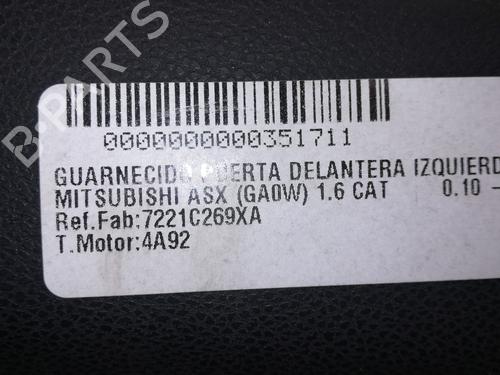 B-PARTS
0000000000351711
GUARNECIDO PUERTA DELANTERA IZQUIERD
MITSUBISHI ASX (GA0W) 1.6 CAT 0.10 -
Ref.Fab:7221C269XA
T.Motor:4A92